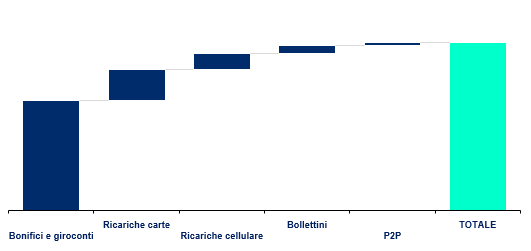 Bonifici e giroconti
Ricariche carte
Ricariche cellulare
Bollettini
P2P
TOTALE